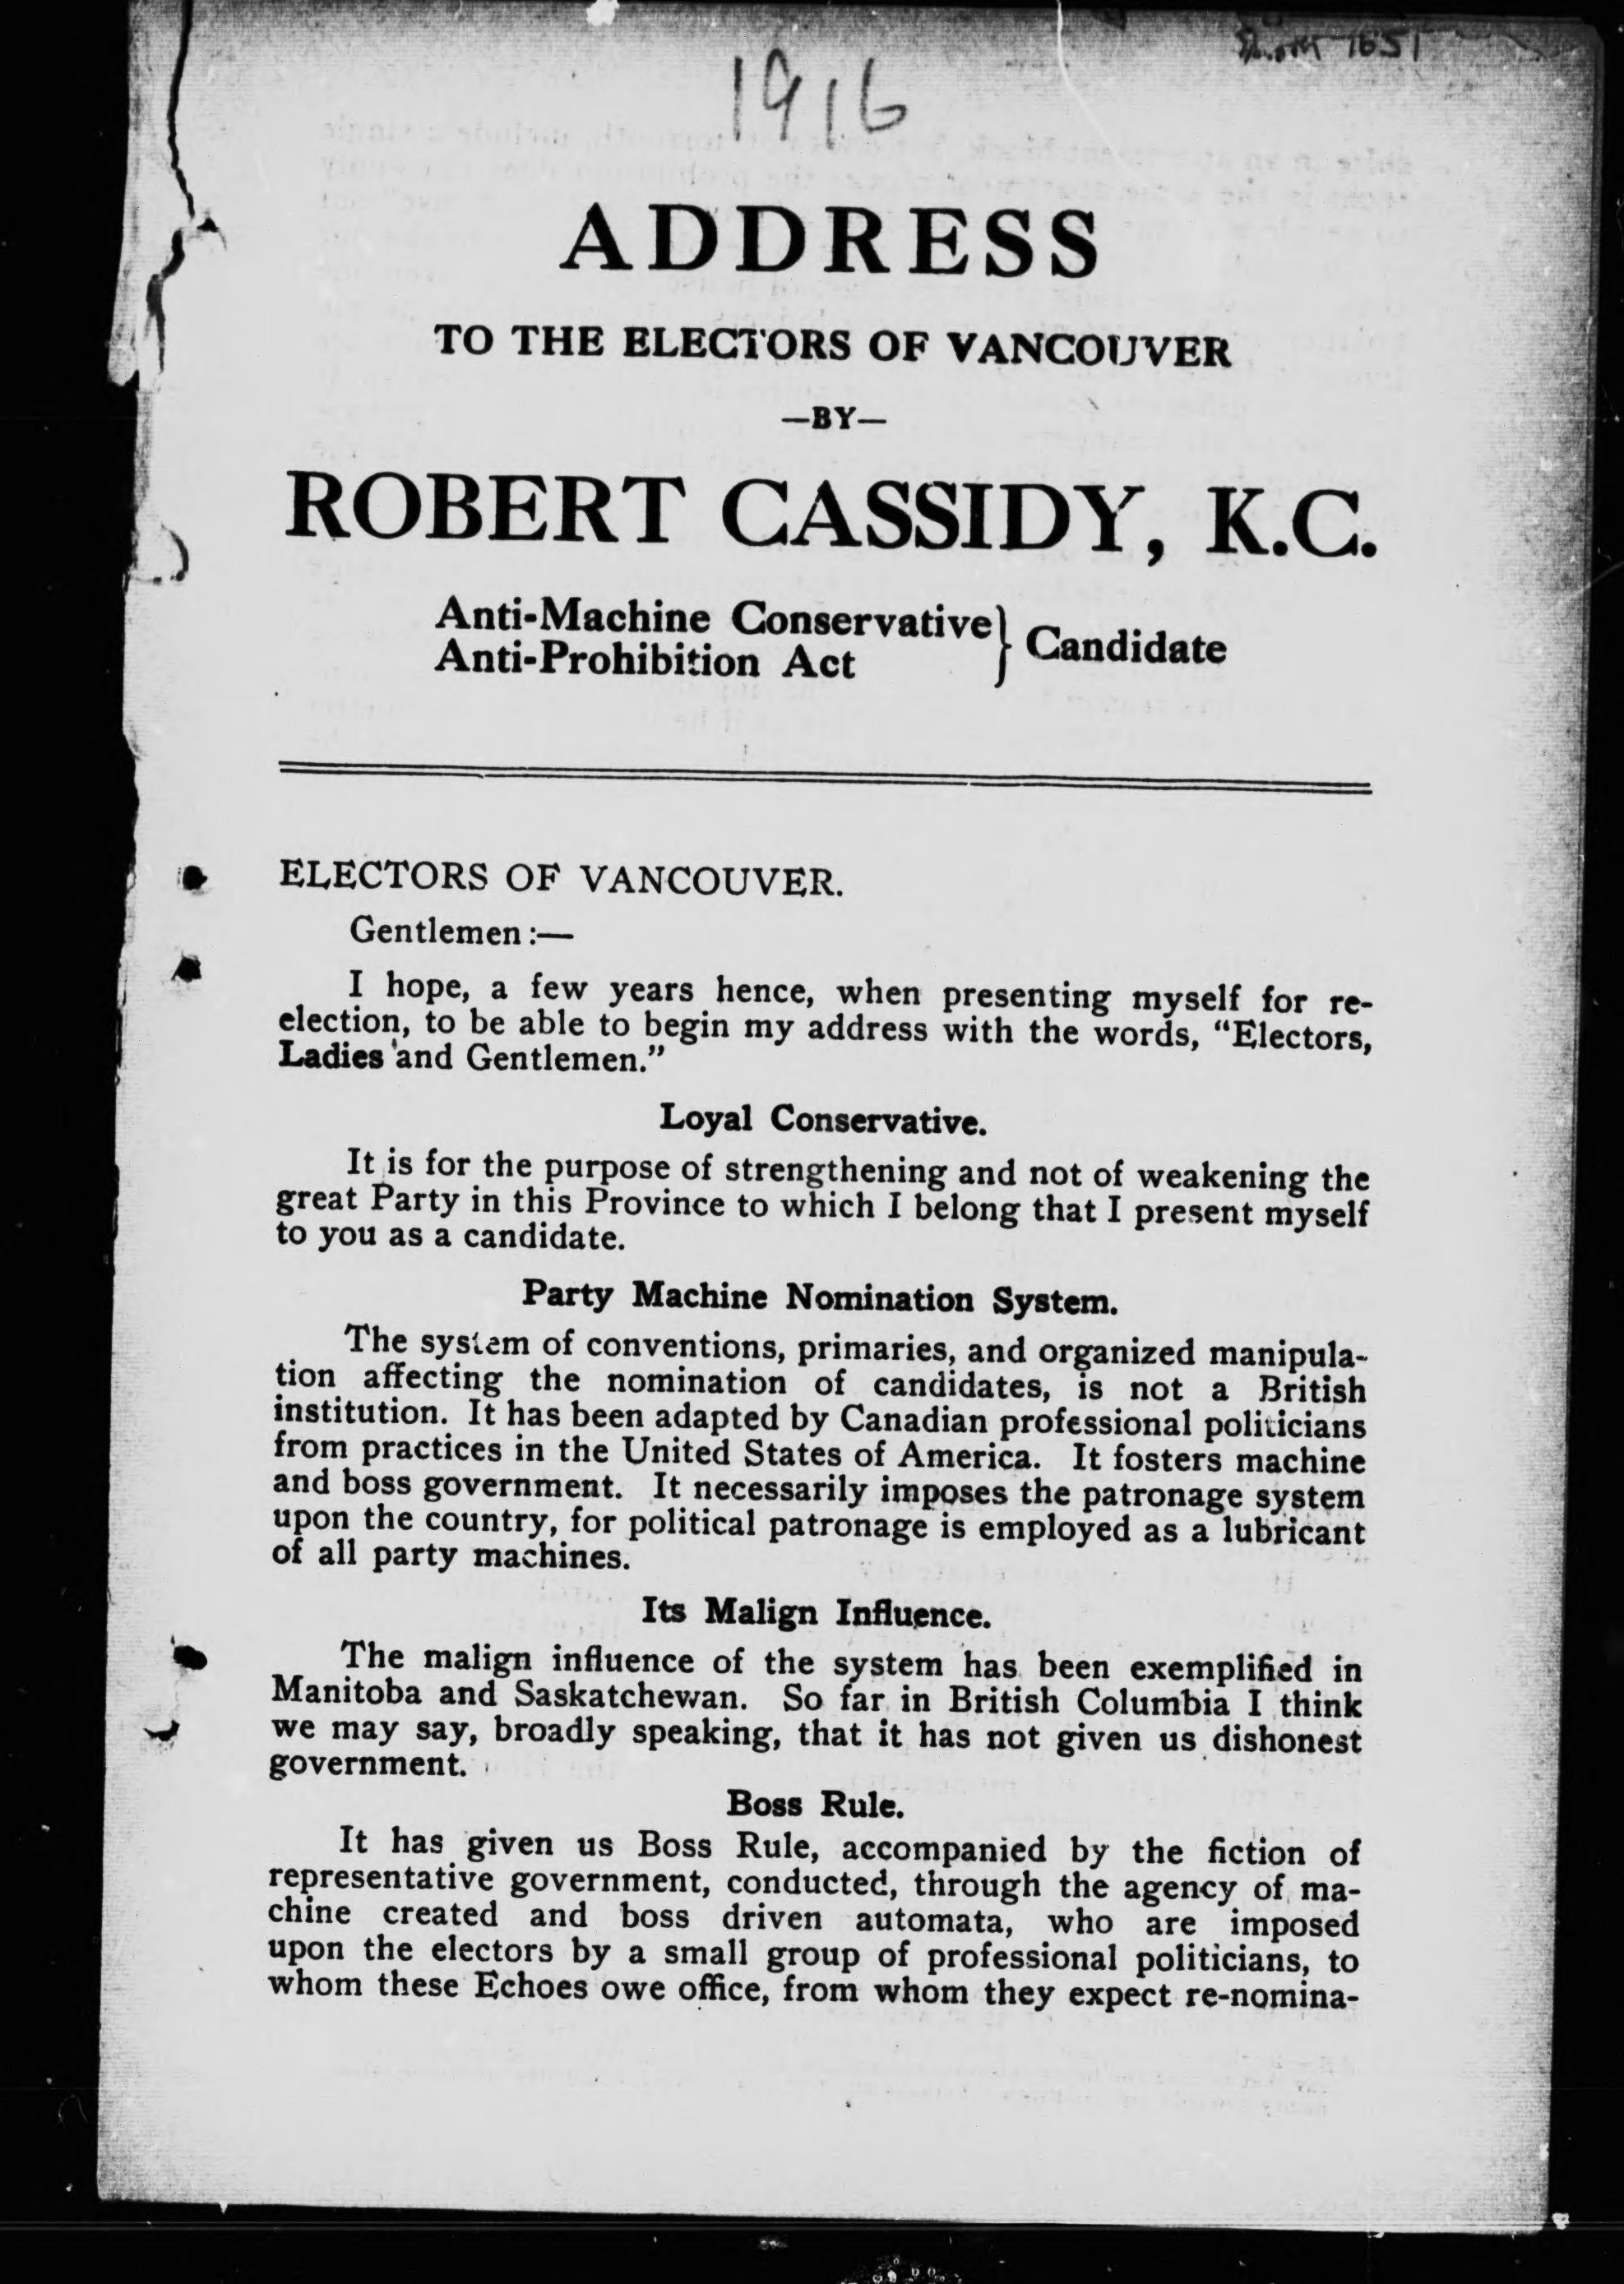 1651
1916
ADDRESS
TO THE ELECTORS OF VANCOUVER
—BY—
ROBERT CASSIDY, K.C.
Anti-Machine Conservative
Anti-Prohibition Act } Candidate
ELECTORS OF VANCOUVER.
Gentlemen:—
I hope, a few years hence, when presenting myself for re-
election, to be able to begin my address with the words, “Electors,
Ladies and Gentlemen.”
Loyal Conservative.
It is for the purpose of strengthening and not of weakening the
great Party in this Province to which I belong that I present myself
to you as a candidate.
Party Machine Nomination System.
The system of conventions, primaries, and organized manipula-
tion affecting the nomination of candidates, is not a British
institution. It has been adapted by Canadian professional politicians
from practices in the United States of America. It fosters machine
and boss government. It necessarily imposes the patronage system
upon the country, for political patronage is employed as a lubricant
of all party machines.
Its Malign Influence.
The malign influence of the system has been exemplified in
Manitoba and Saskatchewan. So far in British Columbia I think
we may say, broadly speaking, that it has not given us dishonest
government.
Boss Rule.
It has given us Boss Rule, accompanied by the fiction of
representative government, conducted, through the agency of ma-
chine created and boss driven automata, who are imposed
upon the electors by a small group of professional politicians, to
whom these Echoes owe office, from whom they expect re-nomina-